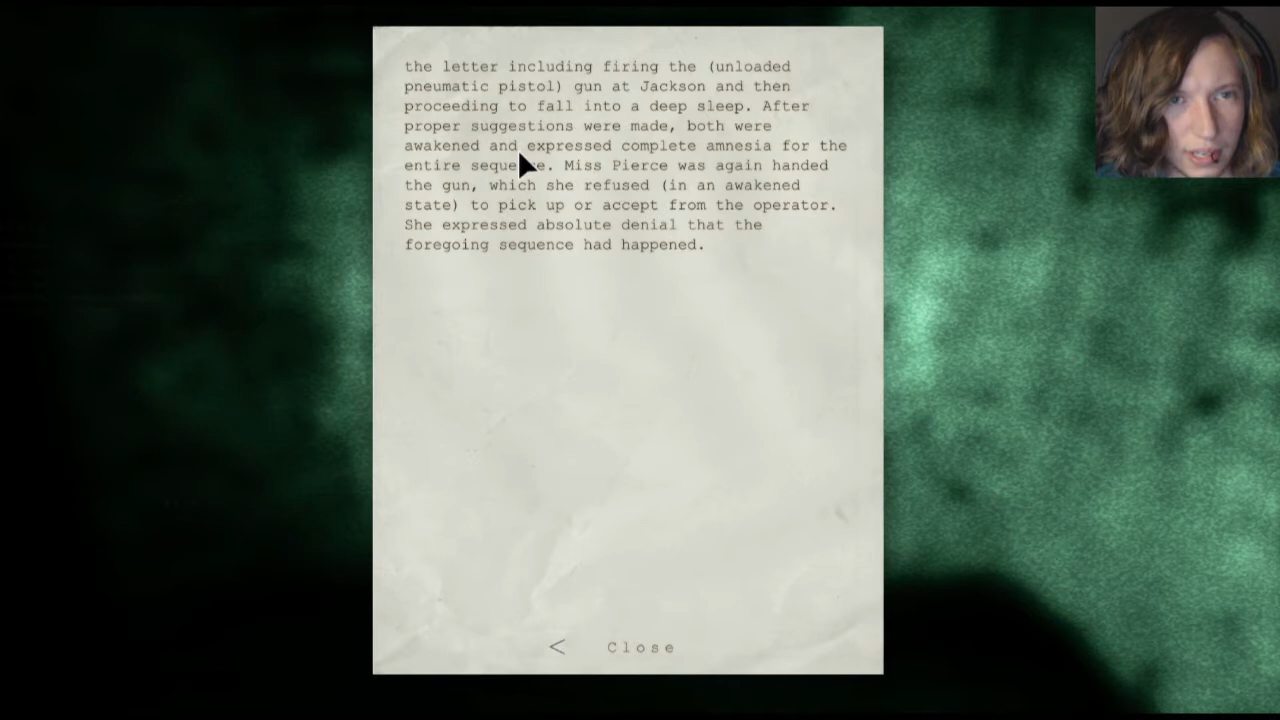 the letter including firing the (unloaded
pneumatic pistol) gun at Jackson and then
proceeding to fall into a deep sleep. After
proper suggestions were made, both were
awakened and expressed complete amnesia for the
entire sequence. Miss Pierce was again handed
the gun, which she refused (in an awakened
state) to pick up or accept from the operator.
She expressed absolute denial that the
foregoing sequence had happened.
< Close